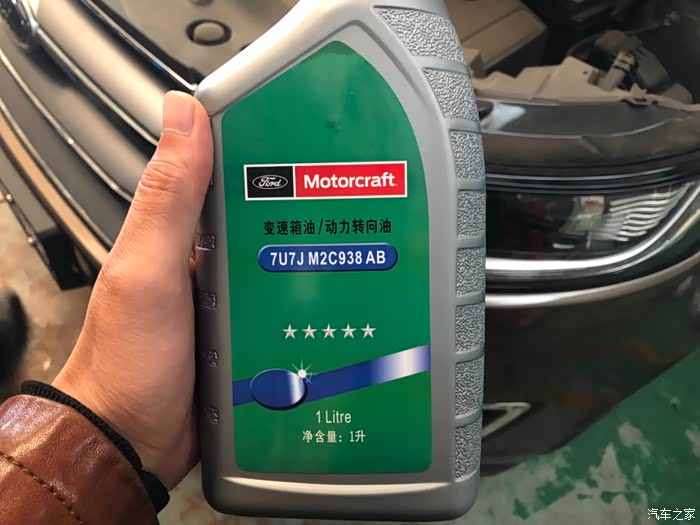 Ford Motorcraft
变速箱油/动力转向油
7U7J M2C938 AB
1 Litre
净含量: 1升
汽车之家